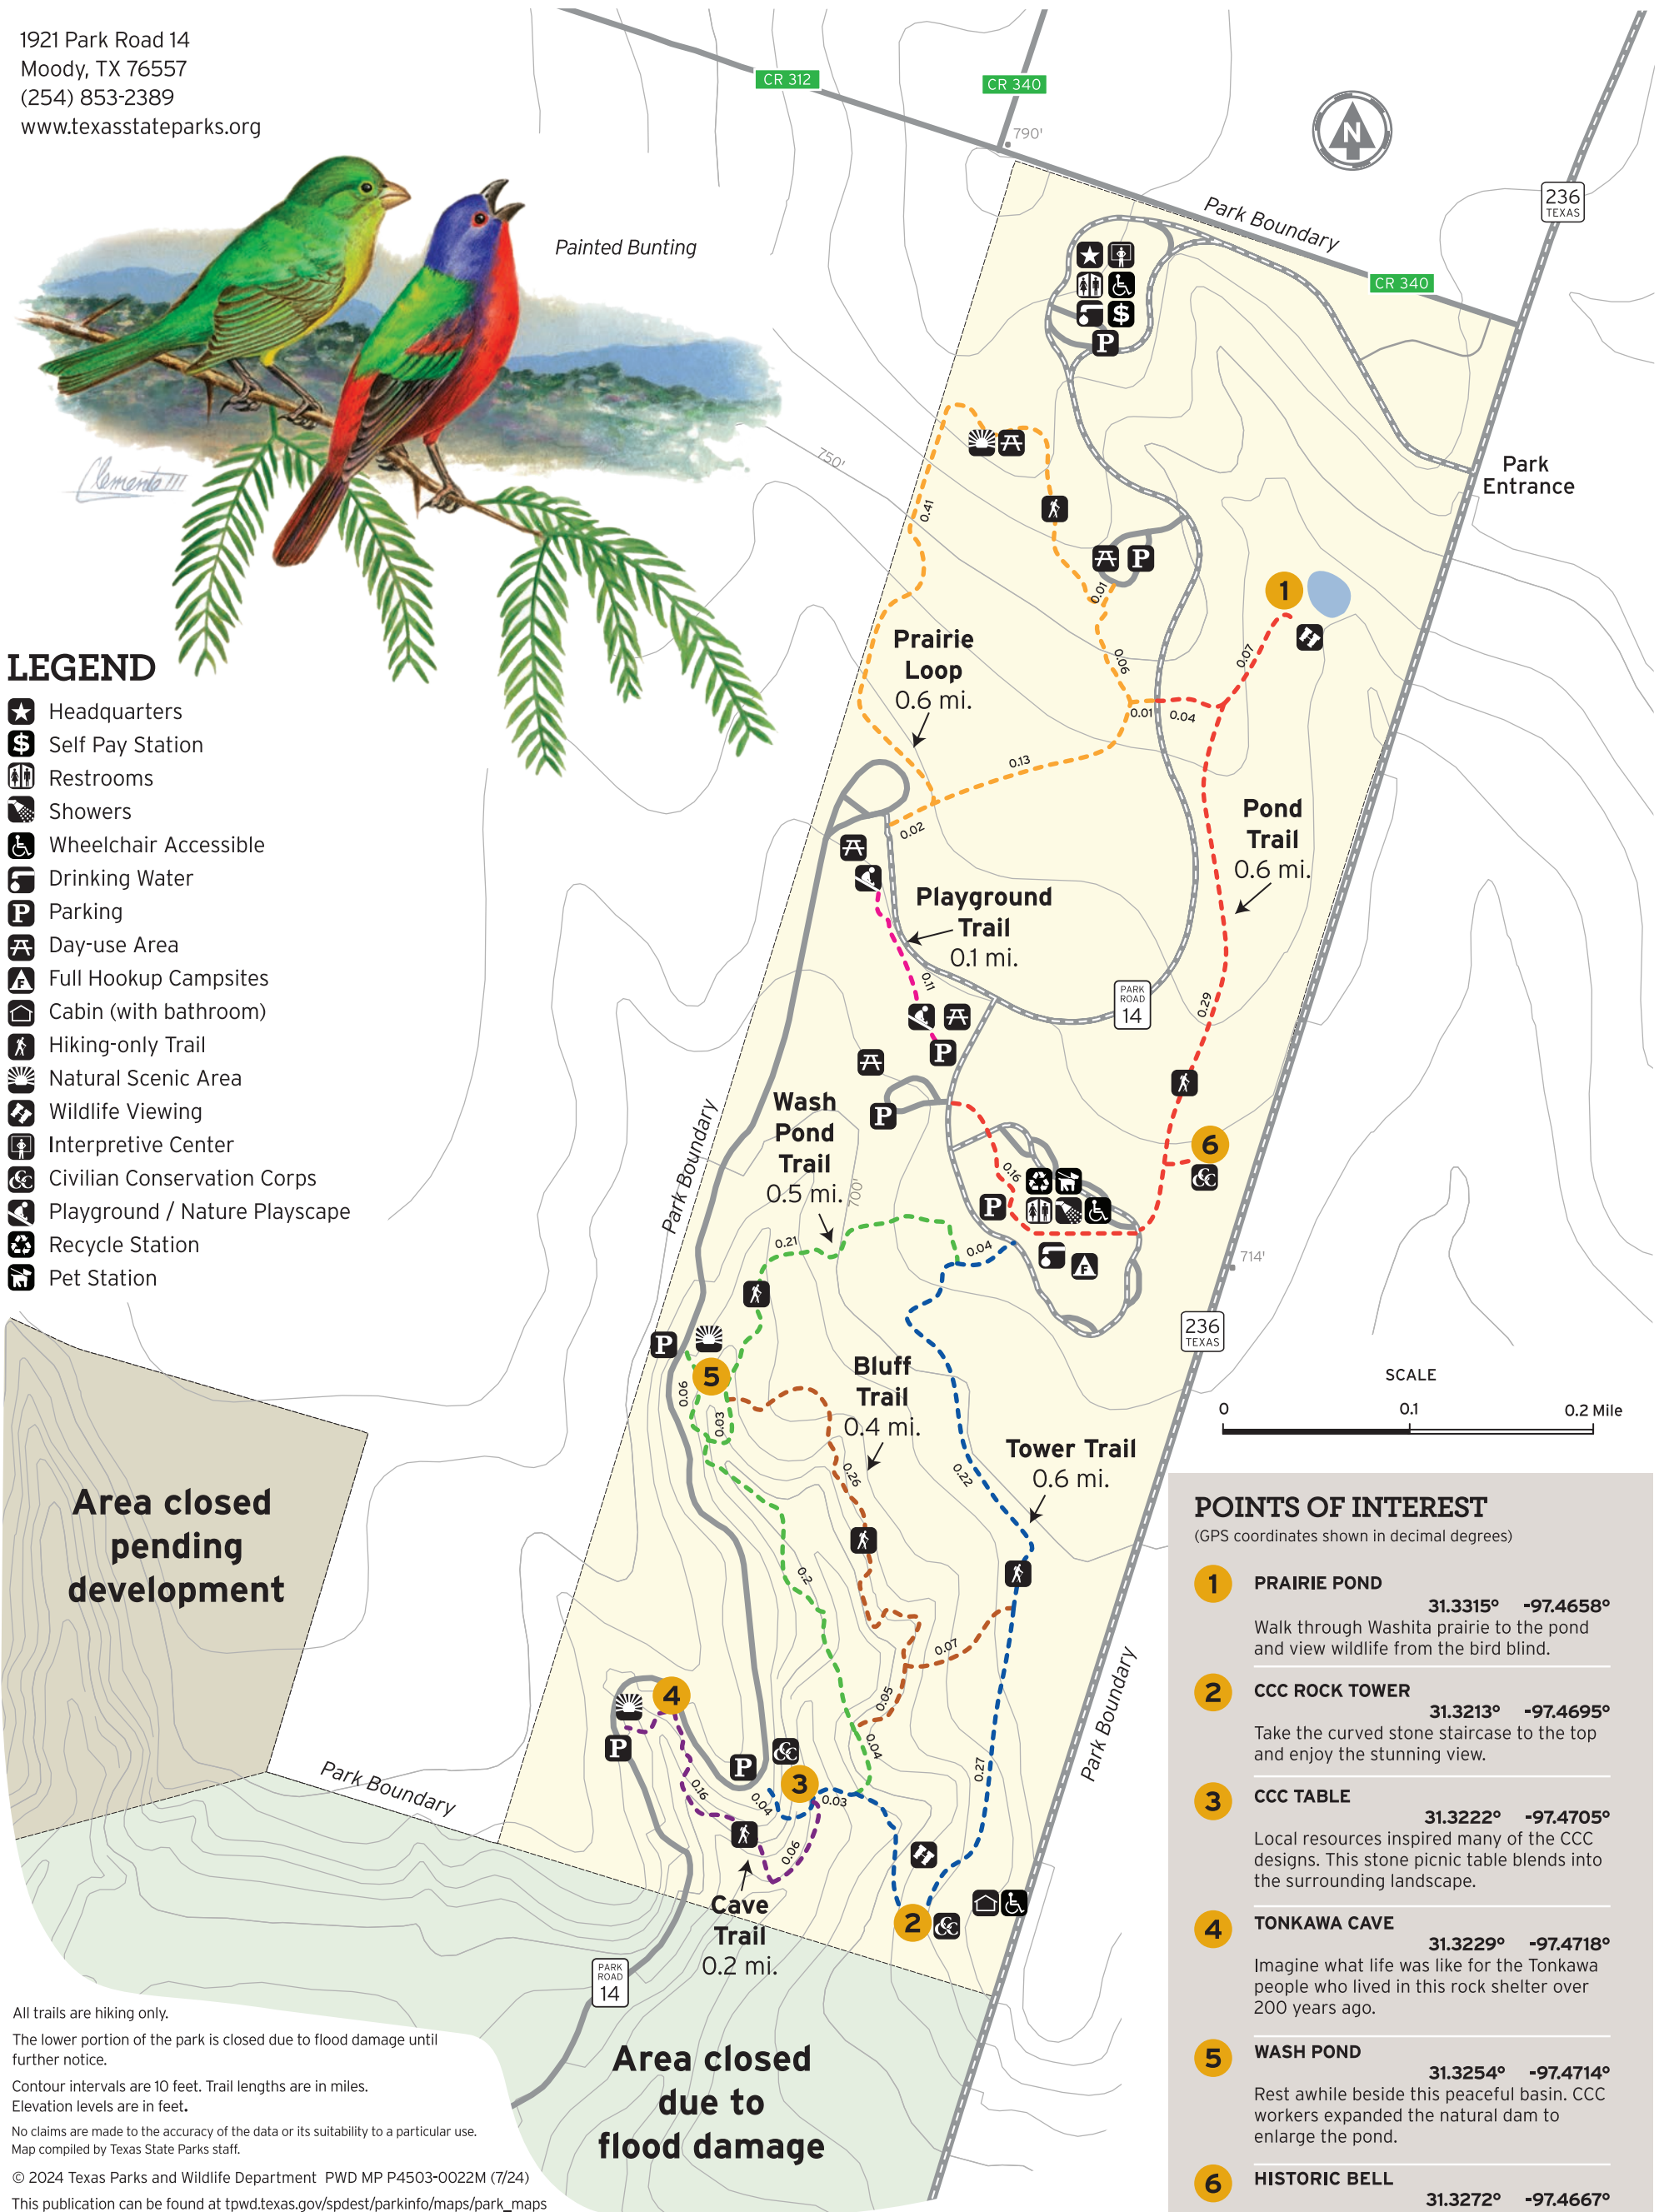 1921 Park Road 14
Moody, TX 76557
(254) 853-2389
www.texasstateparks.org
Painted Bunting
Clemente III
CR 312
CR 340
790'
N
236
TEXAS
Park Boundary
CR 340
$
P
Park
Entrance
750'
0.41
P
0.01
1
0.07
0.06
0.01
0.04
Prairie
Loop
0.6 mi.
0.13
0.02
Pond
Trail
0.6 mi.
Playground
Trail
0.1 mi.
0.11
PARK
ROAD
14
0.29
P
P
Wash
Pond
Trail
0.5 mi.
700'
Park Boundary
6
0.16
P
0.21
0.04
F
714'
236
TEXAS
P
5
0.06
0.03
Bluff
Trail
0.4 mi.
0.26
Tower Trail
0.6 mi.
0.22
0.2
0.07
0.05
0.04
4
P
P
3
0.16
0.04
0.03
0.06
0.27
Cave
Trail
0.2 mi.
2
Park Boundary
Park Boundary
PARK
ROAD
14
Area closed
pending
development
Area closed
due to
flood damage
SCALE
0 0.1 0.2 Mile
LEGEND
Headquarters
$ Self Pay Station
Restrooms
Showers
Wheelchair Accessible
Drinking Water
P Parking
Day-use Area
F Full Hookup Campsites
Cabin (with bathroom)
Hiking-only Trail
Natural Scenic Area
Wildlife Viewing
Interpretive Center
Civilian Conservation Corps
Playground / Nature Playscape
Recycle Station
Pet Station
POINTS OF INTEREST
(GPS coordinates shown in decimal degrees)
1 PRAIRIE POND
31.3315° -97.4658°
Walk through Washita prairie to the pond
and view wildlife from the bird blind.
2 CCC ROCK TOWER
31.3213° -97.4695°
Take the curved stone staircase to the top
and enjoy the stunning view.
3 CCC TABLE
31.3222° -97.4705°
Local resources inspired many of the CCC
designs. This stone picnic table blends into
the surrounding landscape.
4 TONKAWA CAVE
31.3229° -97.4718°
Imagine what life was like for the Tonkawa
people who lived in this rock shelter over
200 years ago.
5 WASH POND
31.3254° -97.4714°
Rest awhile beside this peaceful basin. CCC
workers expanded the natural dam to
enlarge the pond.
6 HISTORIC BELL
31.3272° -97.4667°
All trails are hiking only.
The lower portion of the park is closed due to flood damage until
further notice.
Contour intervals are 10 feet. Trail lengths are in miles.
Elevation levels are in feet.
No claims are made to the accuracy of the data or its suitability to a particular use.
Map compiled by Texas State Parks staff.
© 2024 Texas Parks and Wildlife Department PWD MP P4503-0022M (7/24)
This publication can be found at tpwd.texas.gov/spdest/parkinfo/maps/park_maps